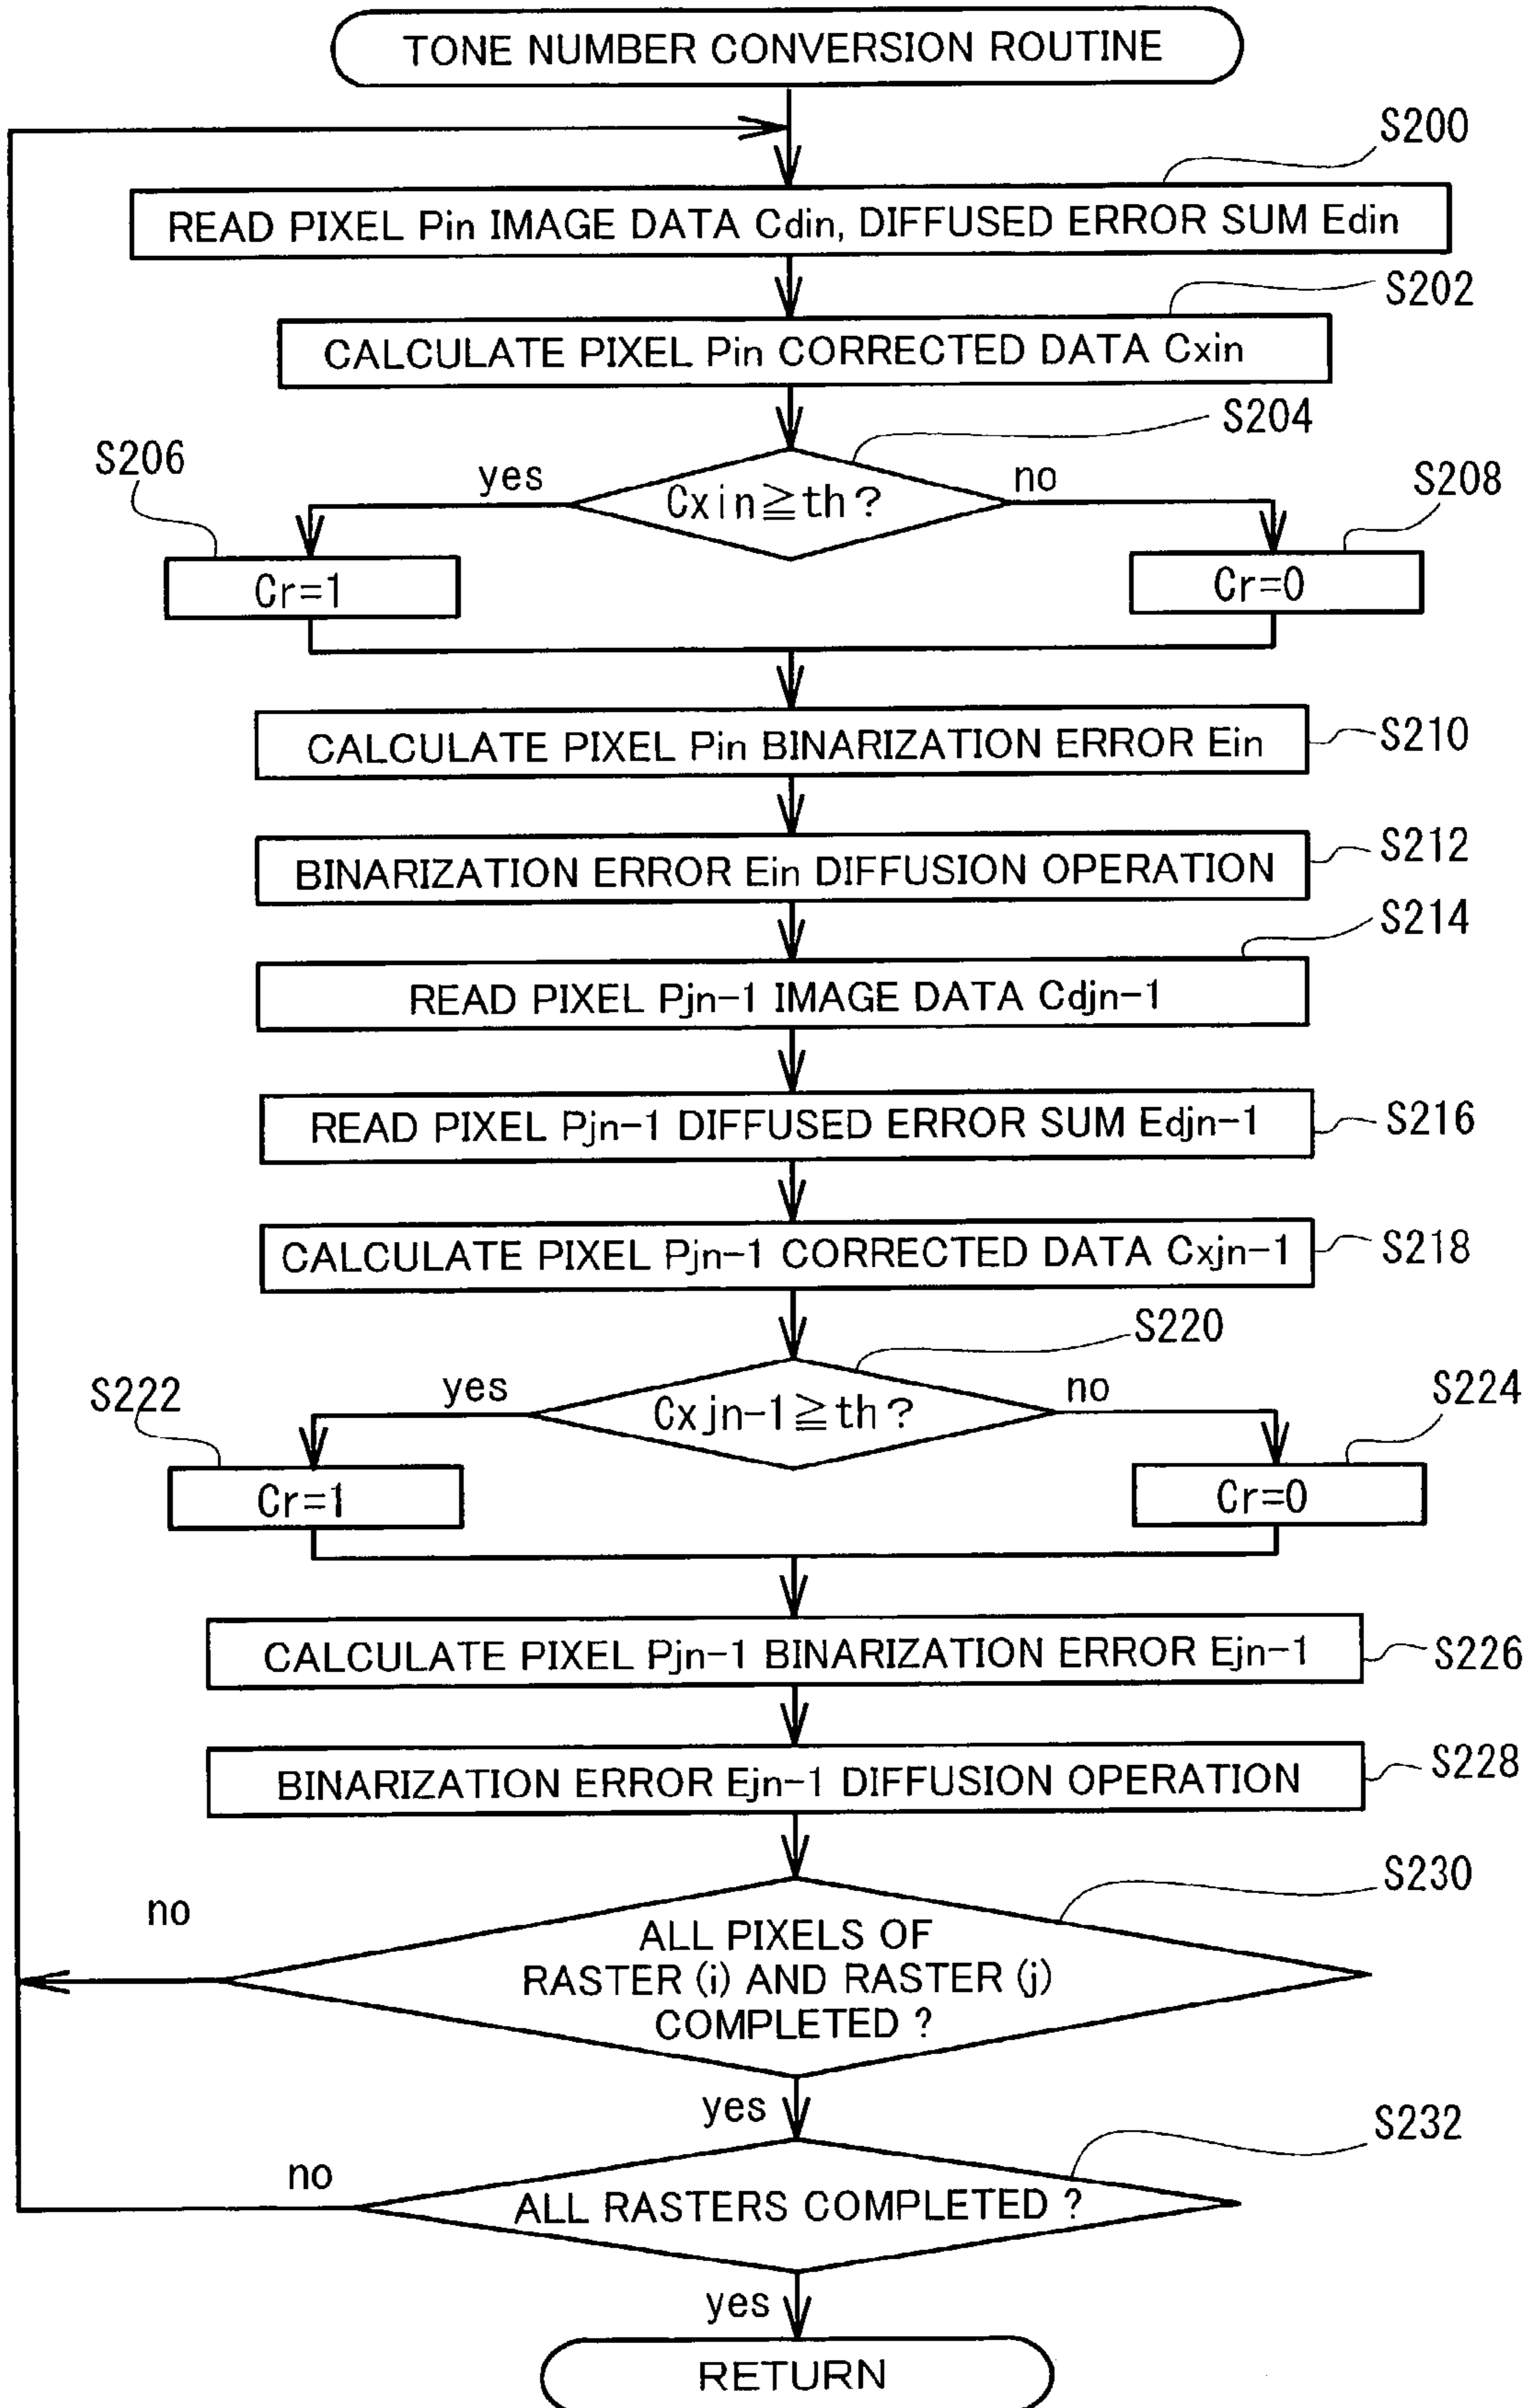 TONE NUMBER CONVERSION ROUTINE
S200
READ PIXEL Pin IMAGE DATA Cdin, DIFFUSED ERROR SUM Edin
S202
CALCULATE PIXEL Pin CORRECTED DATA Cxin
S204
S206
yes
Cxin≧th?
no
S208
Cr=1
Cr=0
CALCULATE PIXEL Pin BINARIZATION ERROR Ein
S210
BINARIZATION ERROR Ein DIFFUSION OPERATION
S212
S214
READ PIXEL Pjn-1 IMAGE DATA Cdjn-1
READ PIXEL Pjn-1 DIFFUSED ERROR SUM Edjn-1
S216
CALCULATE PIXEL Pjn-1 CORRECTED DATA Cxjn-1
S218
S220
S222
yes
Cxjn-1≧th?
no
S224
Cr=1
Cr=0
CALCULATE PIXEL Pjn-1 BINARIZATION ERROR Ejn-1
S226
BINARIZATION ERROR Ejn-1 DIFFUSION OPERATION
S228
S230
no
ALL PIXELS OF
RASTER (i) AND RASTER (j)
COMPLETED ?
yes
S232
no
ALL RASTERS COMPLETED ?
yes
RETURN